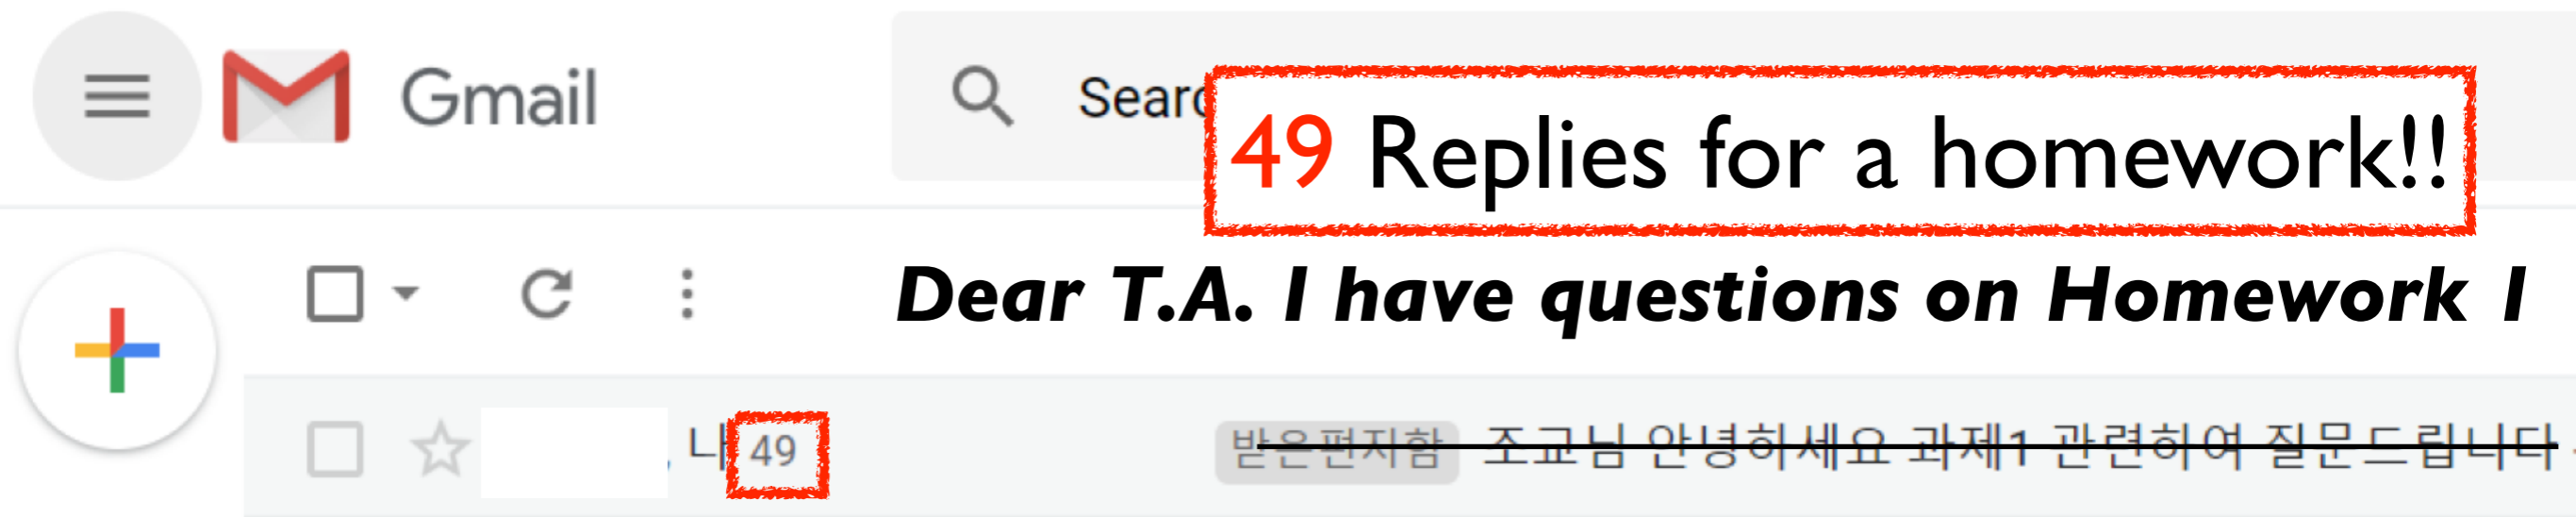 Gmail
Searc
49 Replies for a homework!!
Dear T.A. I have questions on Homework 1
, 나 49 받은편지함 조교님 안녕하세요 과제1 관련하여 질문드립니다